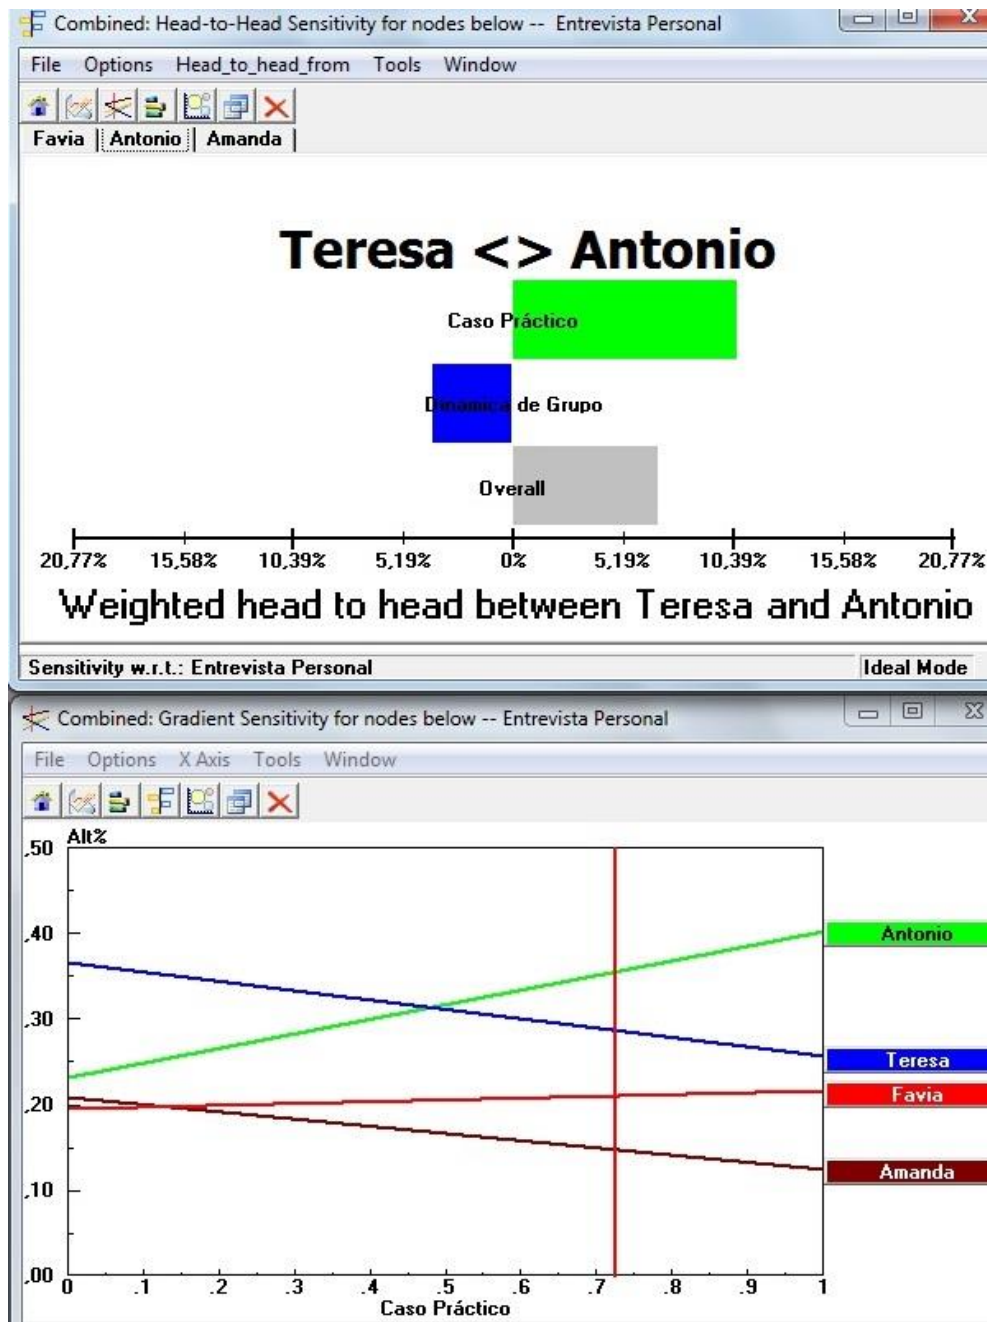 Combined: Head-to-Head Sensitivity for nodes below -- Entrevista Personal
File Options Head_to_head_from Tools Window
Favia Antonio Amanda
Teresa <> Antonio
Caso Práctico
Dinámica de Grupo
Overall
20,77% 15,58% 10,39% 5,19% 0% 5,19% 10,39% 15,58% 20,77%
Weighted head to head between Teresa and Antonio
Sensitivity w.r.t.: Entrevista Personal Ideal Mode
Combined: Gradient Sensitivity for nodes below -- Entrevista Personal
File Options X Axis Tools Window
Alt%
,50
,40
Antonio
,30
Teresa
Favia
,20
Amanda
,10
,00
0 .1 .2 .3 .4 .5 .6 .7 .8 .9 1
Caso Práctico